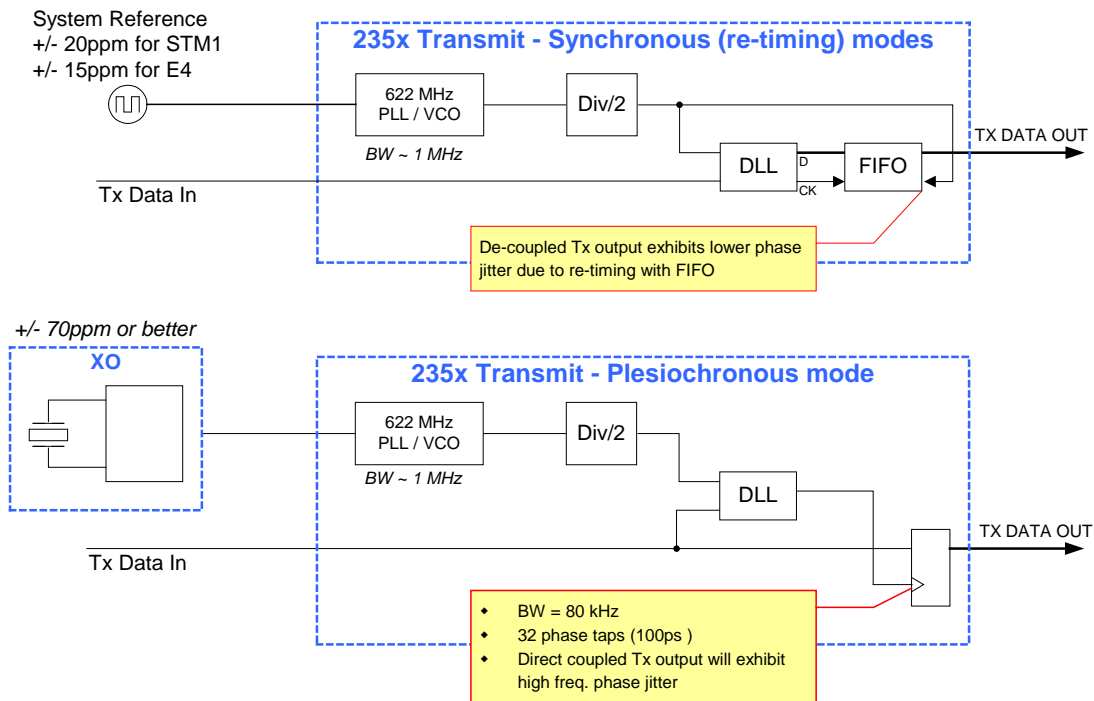 System Reference
+/- 20ppm for STM1
+/- 15ppm for E4
235x Transmit - Synchronous (re-timing) modes
622 MHz
PLL / VCO
BW ~ 1 MHz
Div/2
Tx Data In
DLL
D
CK
FIFO
TX DATA OUT
De-coupled Tx output exhibits lower phase
jitter due to re-timing with FIFO
+/- 70ppm or better
XO
235x Transmit - Plesiochronous mode
622 MHz
PLL / VCO
BW ~ 1 MHz
Div/2
DLL
Tx Data In
TX DATA OUT
◆ BW = 80 kHz
◆ 32 phase taps (100ps )
◆ Direct coupled Tx output will exhibit
high freq. phase jitter